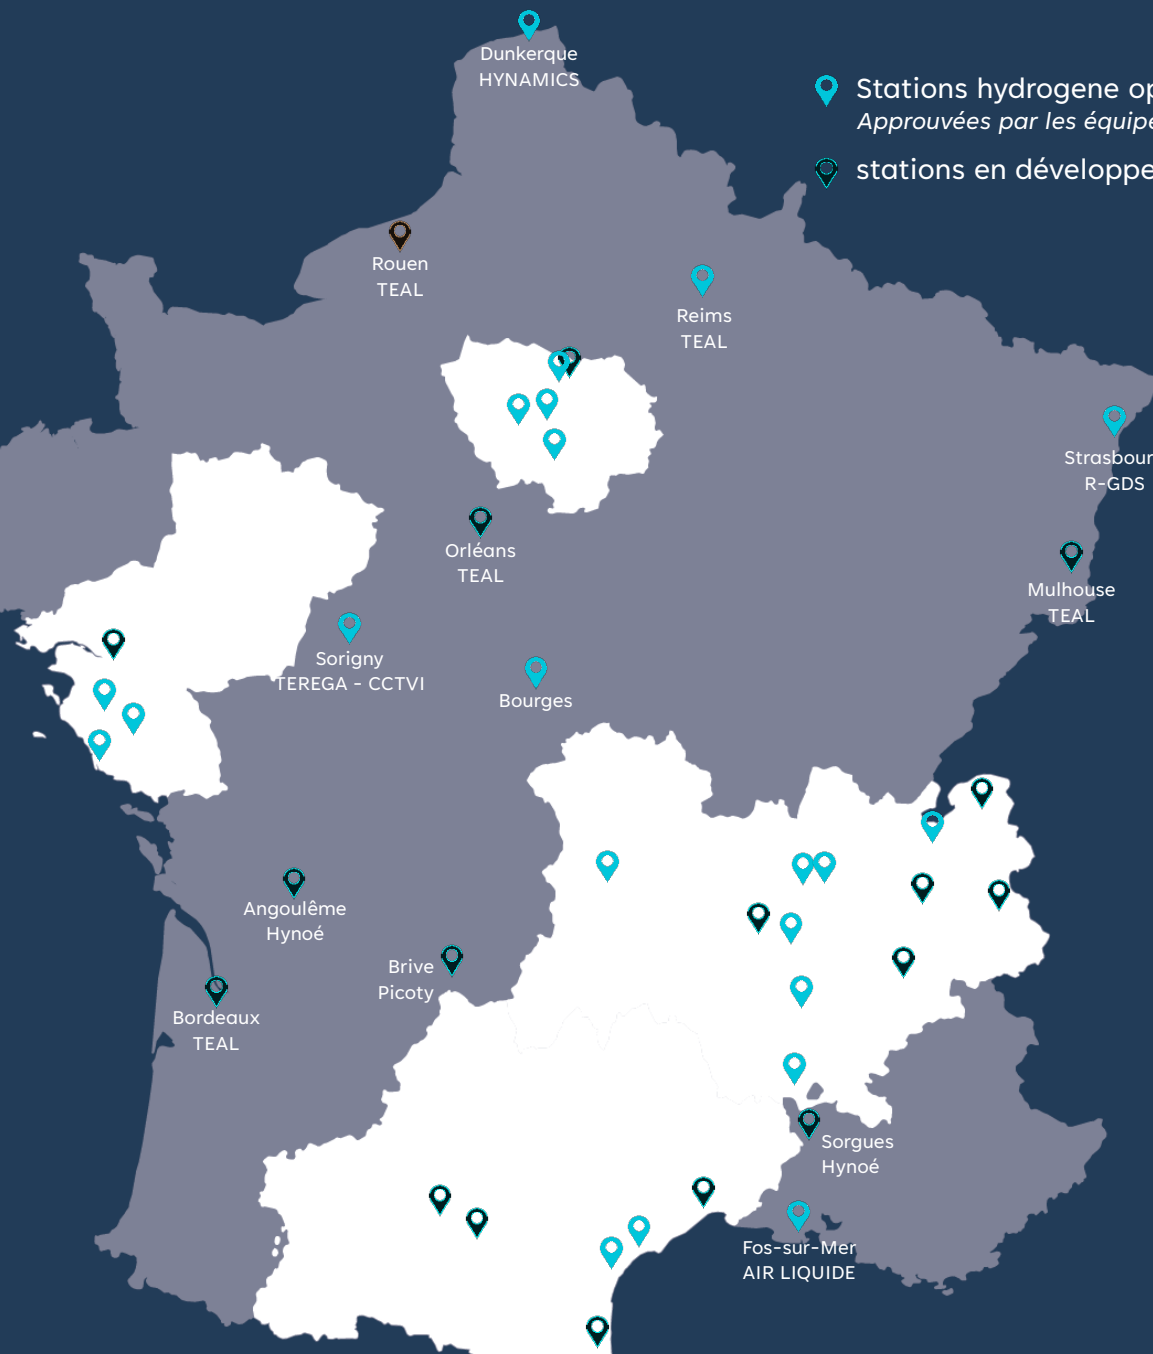 Dunkerque
HYNAMICS
Stations hydrogene op
Approuvées par les équipe
stations en développe
Rouen
TEAL
Reims
TEAL
Strasbour
R-GDS
Orléans
TEAL
Mulhouse
TEAL
Sorigny
TEREGA - CCTVI
Bourges
Angoulême
Hynoé
Brive
Picoty
Bordeaux
TEAL
Sorgues
Hynoé
Fos-sur-Mer
AIR LIQUIDE